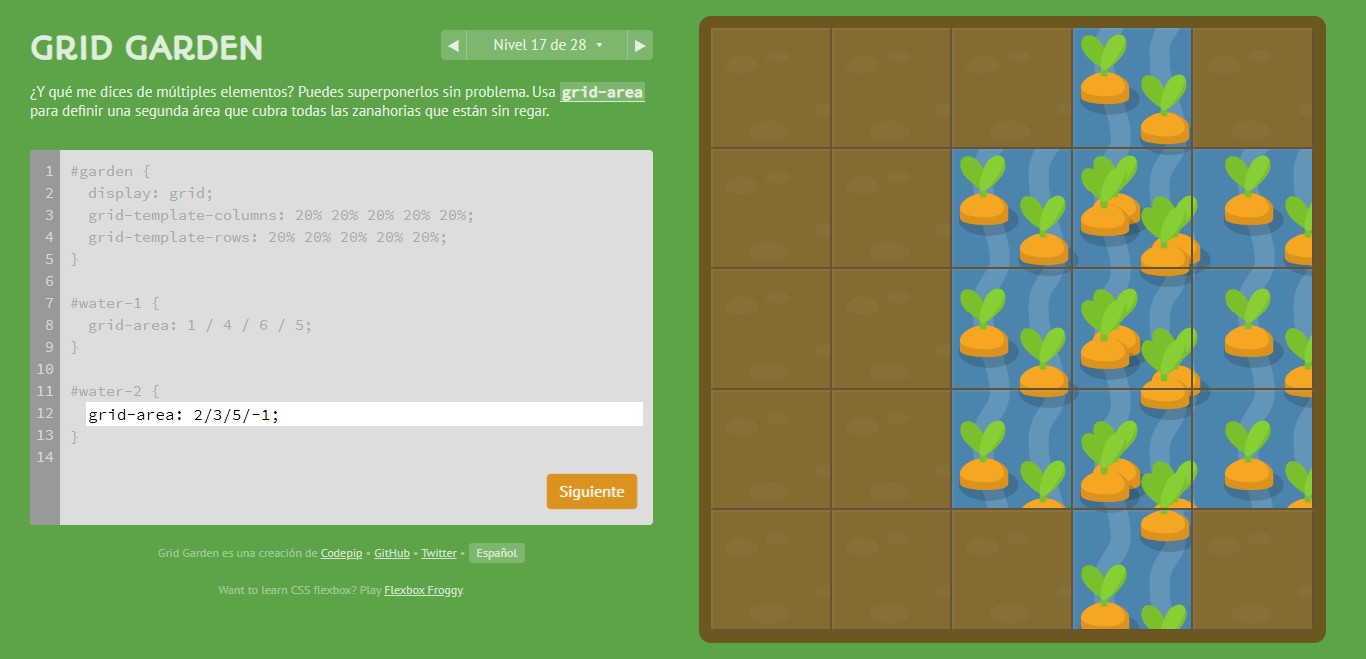 GRID GARDEN
◀ Nivel 17 de 28 ▾ ▶
¿Y qué me dices de múltiples elementos? Puedes superponerlos sin problema. Usa grid-area
para definir una segunda área que cubra todas las zanahorias que están sin regar.
1 #garden {
2 display: grid;
3 grid-template-columns: 20% 20% 20% 20% 20%;
4 grid-template-rows: 20% 20% 20% 20% 20%;
5 }
6
7 #water-1 {
8 grid-area: 1 / 4 / 6 / 5;
9 }
10
11 #water-2 {
12 grid-area: 2/3/5/-1;
13 }
14
Siguiente
Grid Garden es una creación de Codepip • GitHub • Twitter • Español
Want to learn CSS flexbox? Play Flexbox Froggy.